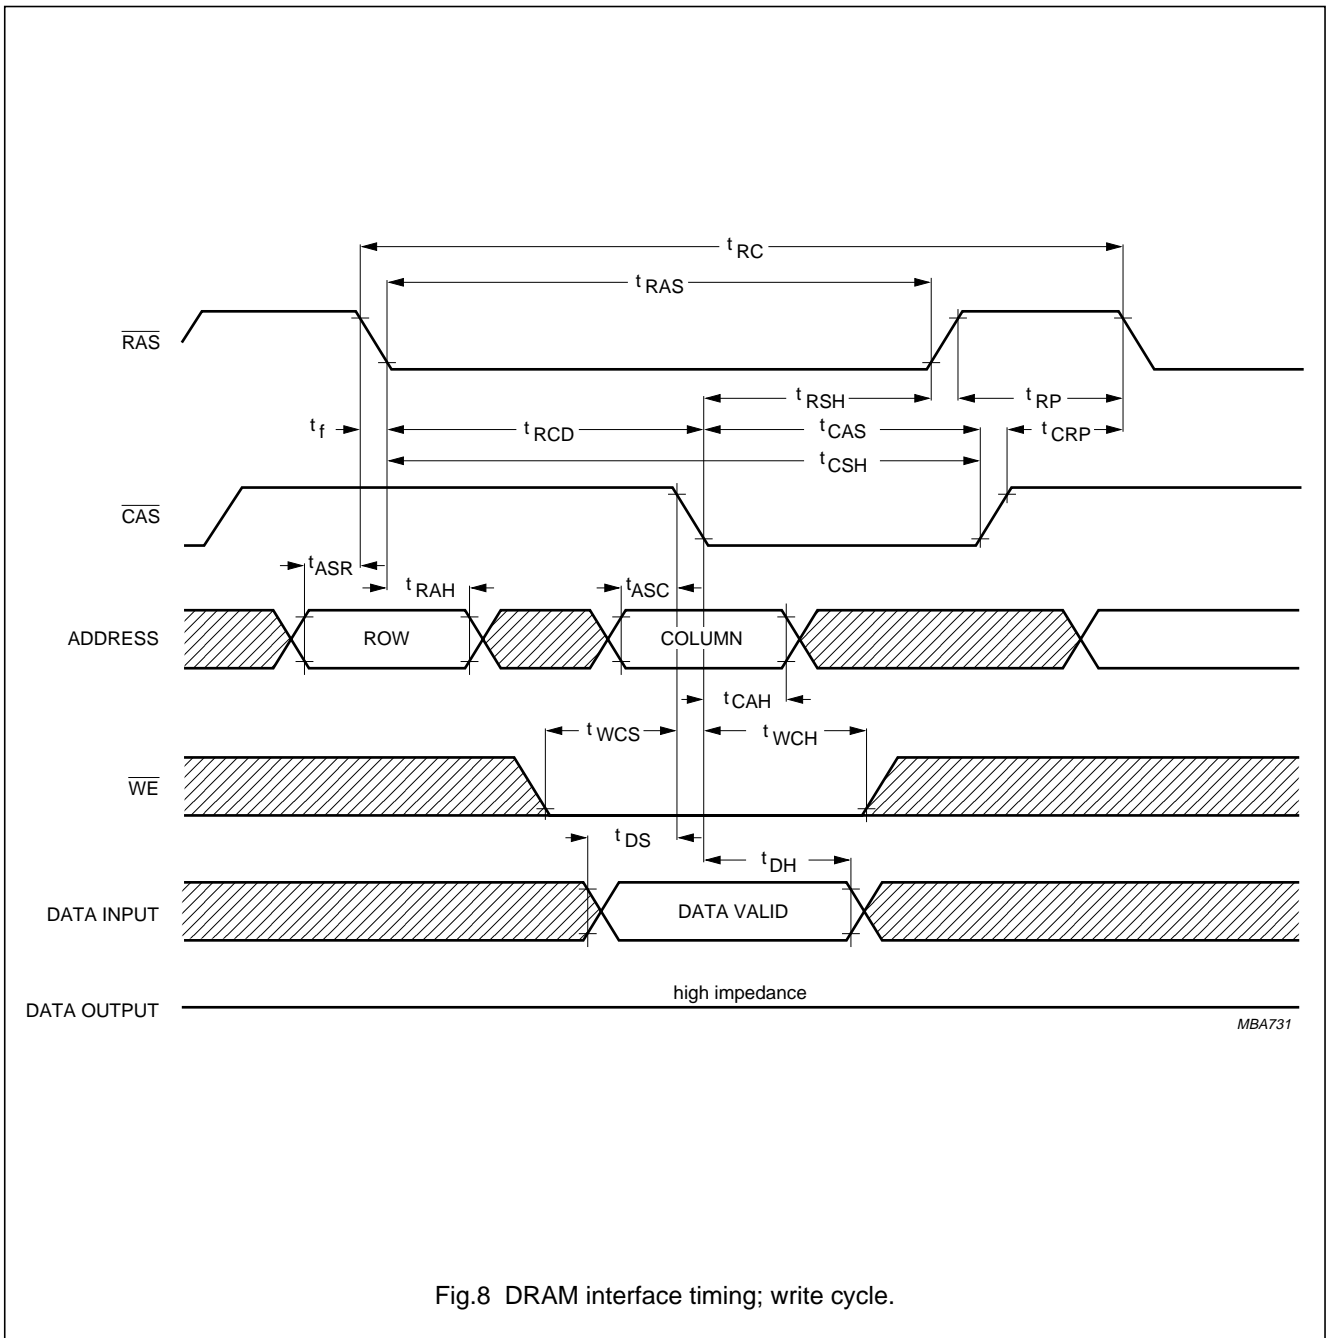 t RC
t RAS
RAS
t RSH
t RP
t f
t RCD
t CAS
t CRP
t CSH
CAS
t ASR
t RAH
t ASC
ADDRESS
ROW
COLUMN
t CAH
t WCS
t WCH
WE
t DS
t DH
DATA INPUT
DATA VALID
high impedance
DATA OUTPUT
MBA731
Fig.8 DRAM interface timing; write cycle.